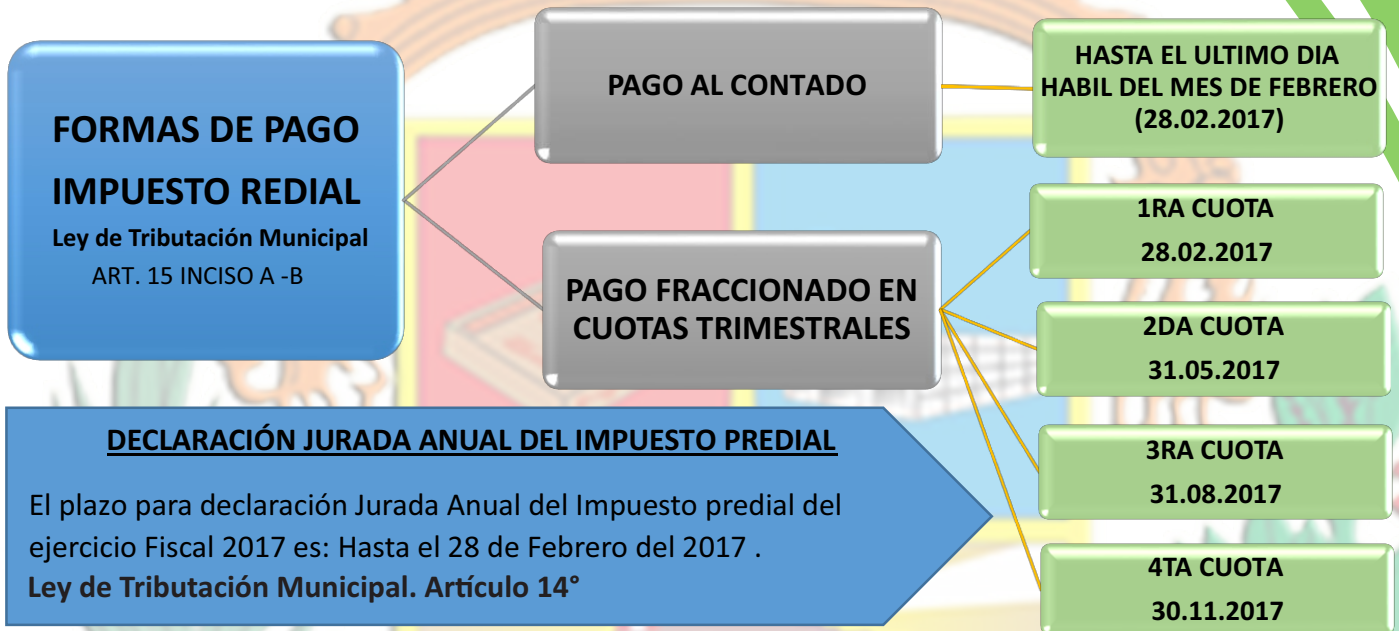 FORMAS DE PAGO
IMPUESTO REDIAL
Ley de Tributación Municipal
ART. 15 INCISO A -B
PAGO AL CONTADO
HASTA EL ULTIMO DIA
HABIL DEL MES DE FEBRERO
(28.02.2017)
PAGO FRACCIONADO EN
CUOTAS TRIMESTRALES
1RA CUOTA
28.02.2017
2DA CUOTA
31.05.2017
3RA CUOTA
31.08.2017
4TA CUOTA
30.11.2017
DECLARACIÓN JURADA ANUAL DEL IMPUESTO PREDIAL
El plazo para declaración Jurada Anual del Impuesto predial del
ejercicio Fiscal 2017 es: Hasta el 28 de Febrero del 2017 .
Ley de Tributación Municipal. Artículo 14°